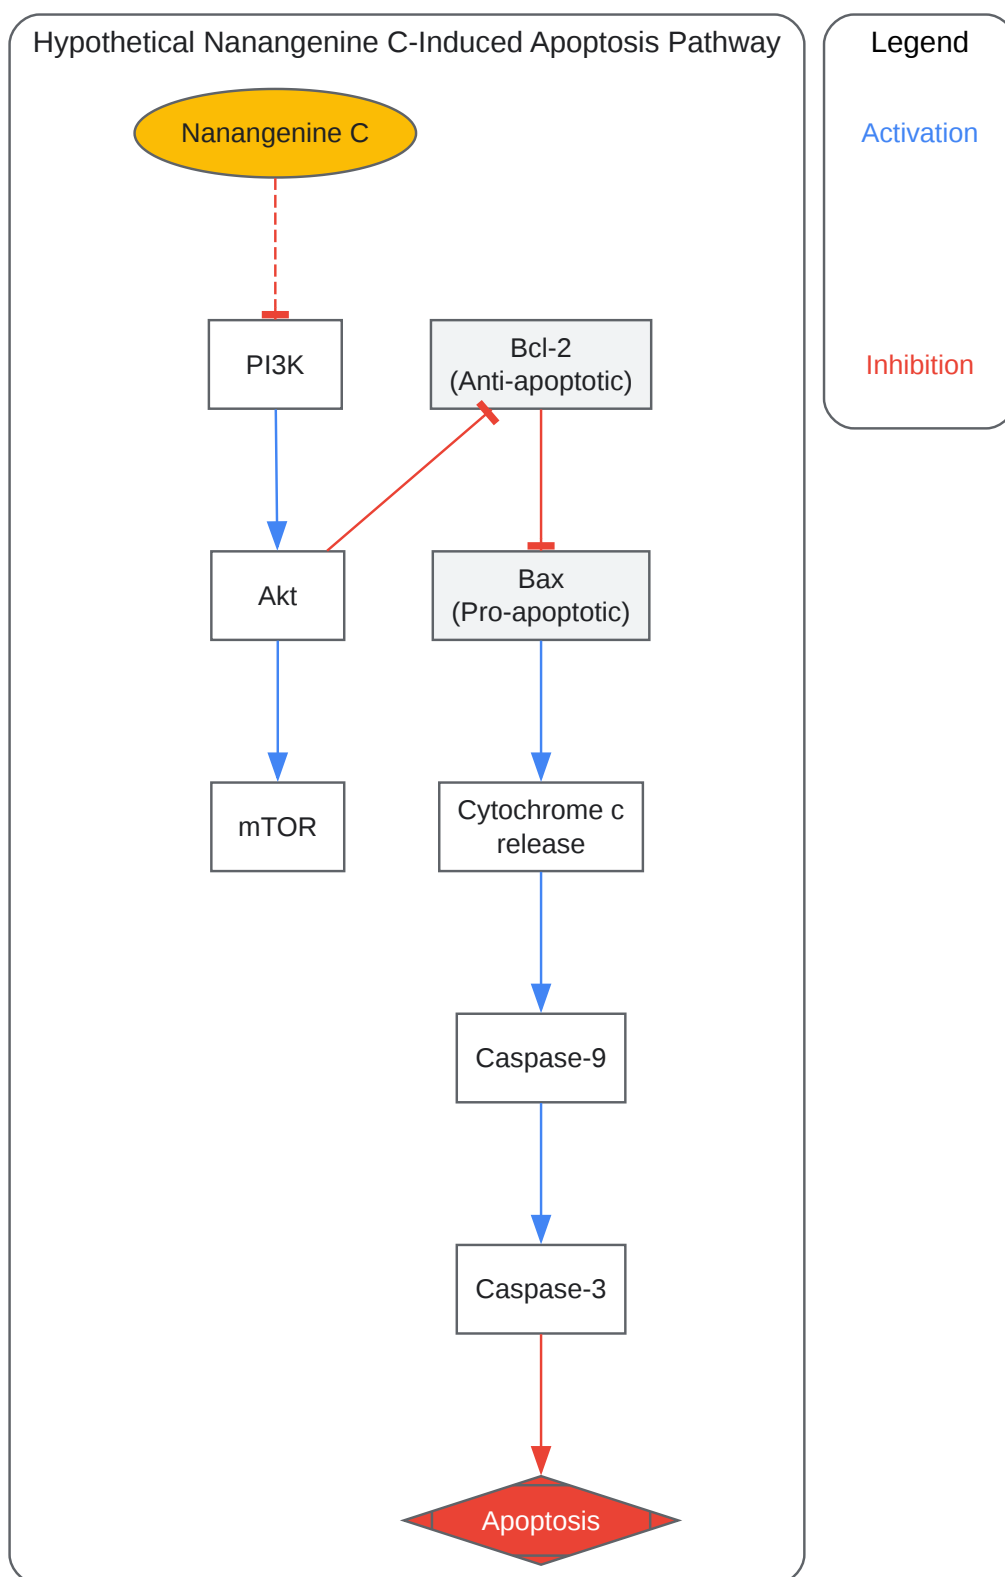 Hypothetical Nanangenine C-Induced Apoptosis Pathway
Legend
Nanangenine C
Activation
PI3K
Bcl-2
(Anti-apoptotic)
Inhibition
Akt
Bax
(Pro-apoptotic)
mTOR
Cytochrome c
release
Caspase-9
Caspase-3
Apoptosis